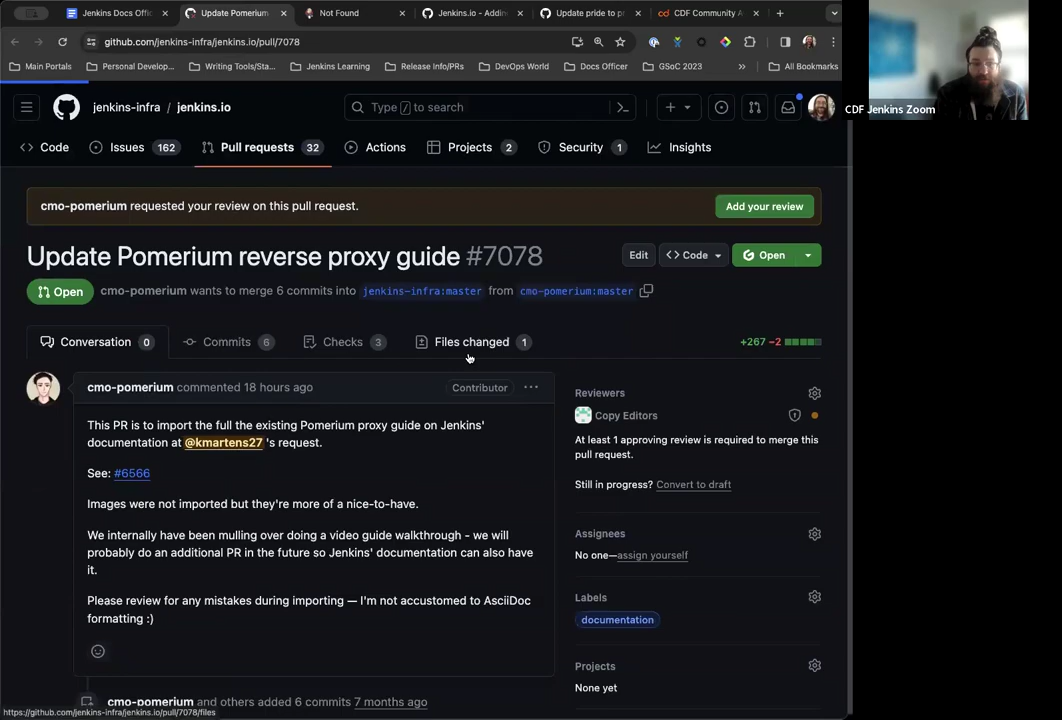 Jenkins Docs Offic
Update Pomerium
Not Found
Jenkins.io - Addin
Update pride to pr
CDF Community A
github.com/jenkins-infra/jenkins.io/pull/7078
Main Portals
Personal Develop...
Writing Tools/Sta...
Jenkins Learning
Release Info/PRs
DevOps World
Docs Officer
GSoC 2023
»
All Bookmarks
jenkins-infra / jenkins.io
Type / to search
CDF Jenkins Zoom
Code
Issues 162
Pull requests 32
Actions
Projects 2
Security 1
Insights
cmo-pomerium requested your review on this pull request.
Add your review
Update Pomerium reverse proxy guide #7078
Edit
<> Code
Open
Open
cmo-pomerium wants to merge 6 commits into jenkins-infra:master from cmo-pomerium:master
Conversation 0
Commits 6
Checks 3
Files changed 1
+267 −2
cmo-pomerium commented 18 hours ago
Contributor
This PR is to import the full the existing Pomerium proxy guide on Jenkins'
documentation at @kmartens27 's request.
See: #6566
Images were not imported but they're more of a nice-to-have.
We internally have been mulling over doing a video guide walkthrough - we will
probably do an additional PR in the future so Jenkins' documentation can also have
it.
Please review for any mistakes during importing — I'm not accustomed to AsciiDoc
formatting :)
Reviewers
Copy Editors
At least 1 approving review is required to merge this
pull request.
Still in progress? Convert to draft
Assignees
No one—assign yourself
Labels
documentation
Projects
None yet
cmo-pomerium and others added 6 commits 7 months ago
https://github.com/jenkins-infra/jenkins.io/pull/7078/files